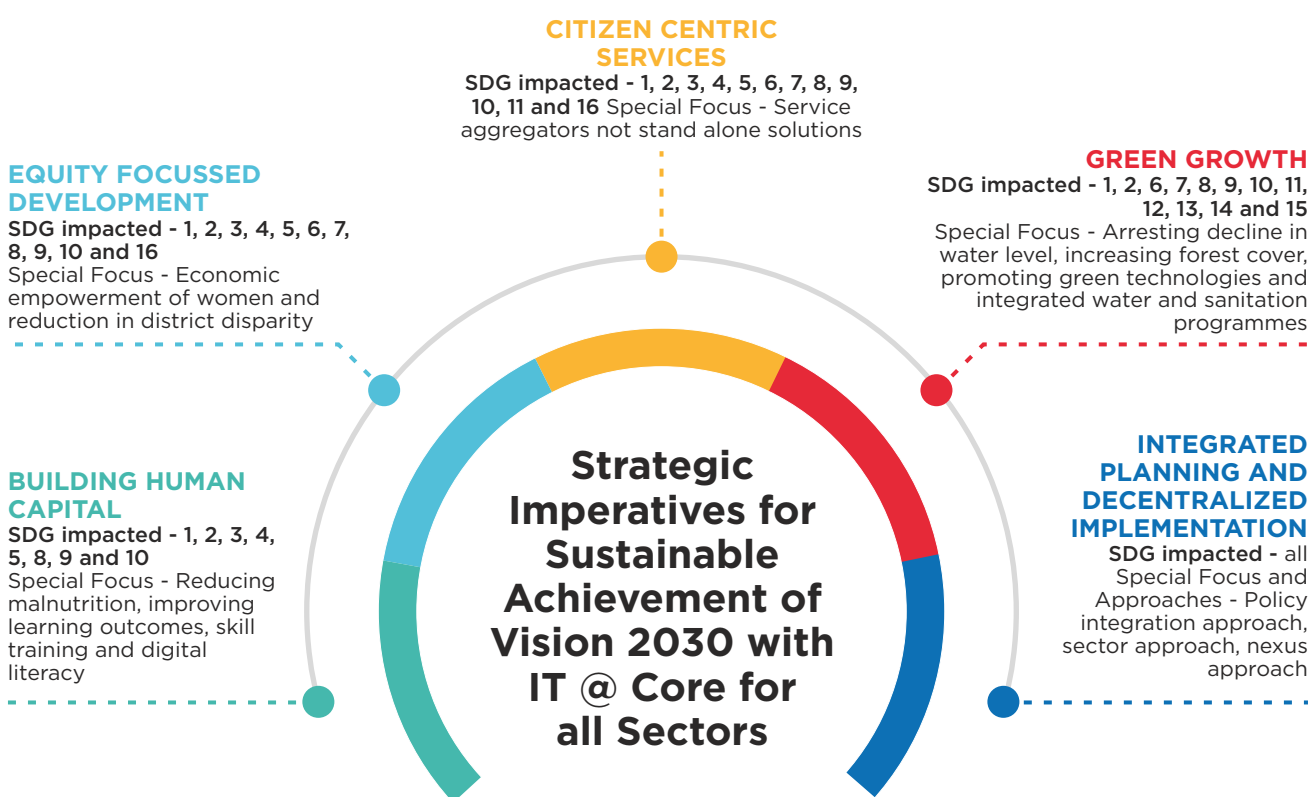 CITIZEN CENTRIC
SERVICES
SDG impacted - 1, 2, 3, 4, 5, 6, 7, 8, 9,
10, 11 and 16 Special Focus - Service
aggregators not stand alone solutions
EQUITY FOCUSSED
DEVELOPMENT
SDG impacted - 1, 2, 3, 4, 5, 6, 7,
8, 9, 10 and 16
Special Focus - Economic
empowerment of women and
reduction in district disparity
GREEN GROWTH
SDG impacted - 1, 2, 6, 7, 8, 9, 10, 11,
12, 13, 14 and 15
Special Focus - Arresting decline in
water level, increasing forest cover,
promoting green technologies and
integrated water and sanitation
programmes
BUILDING HUMAN
CAPITAL
SDG impacted - 1, 2, 3, 4,
5, 8, 9 and 10
Special Focus - Reducing
malnutrition, improving
learning outcomes, skill
training and digital
literacy
Strategic
Imperatives for
Sustainable
Achievement of
Vision 2030 with
IT @ Core for
all Sectors
INTEGRATED
PLANNING AND
DECENTRALIZED
IMPLEMENTATION
SDG impacted - all
Special Focus and
Approaches - Policy
integration approach,
sector approach, nexus
approach